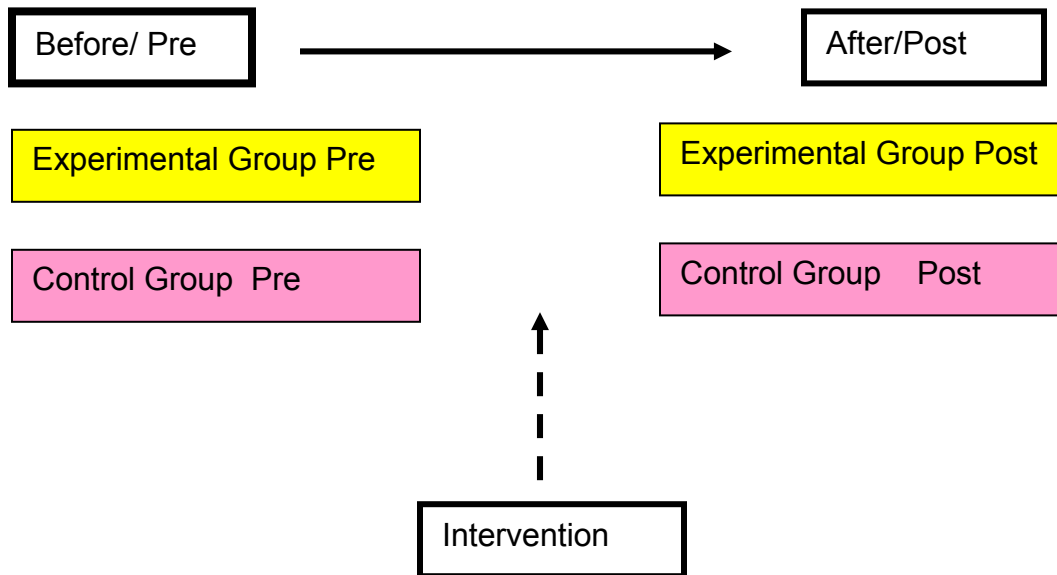 Before/ Pre
After/Post
Experimental Group Pre
Experimental Group Post
Control Group  Pre
Control Group    Post
Intervention